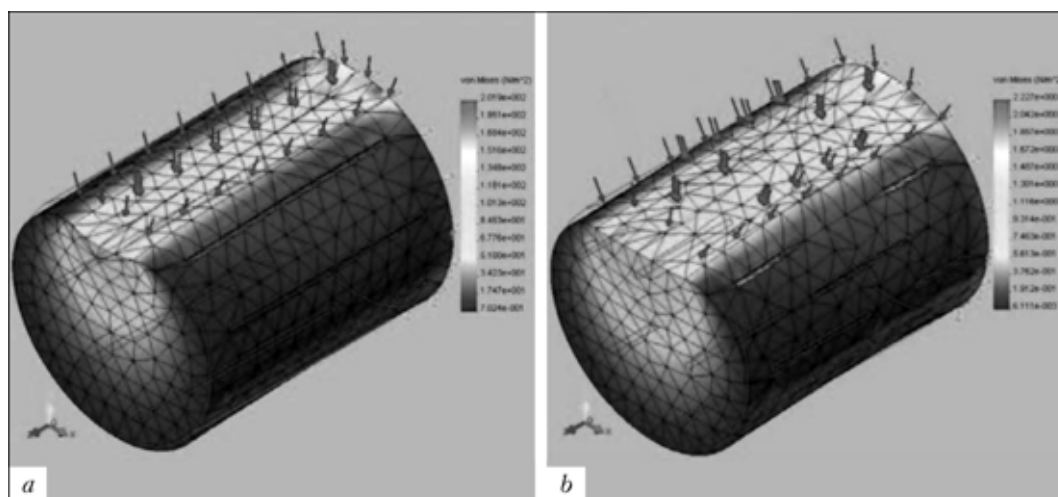 von Mises (N/m^2)
2.019e+002
1.851e+002
1.684e+002
1.516e+002
1.348e+002
1.181e+002
1.013e+002
8.453e+001
6.776e+001
5.100e+001
3.423e+001
1.747e+001
7.024e-001
a
von Mises (N/m^2)
2.227e+000
2.042e+000
1.857e+000
1.672e+000
1.487e+000
1.301e+000
1.116e+000
9.314e-001
7.463e-001
5.613e-001
3.762e-001
1.912e-001
6.111e-003
b